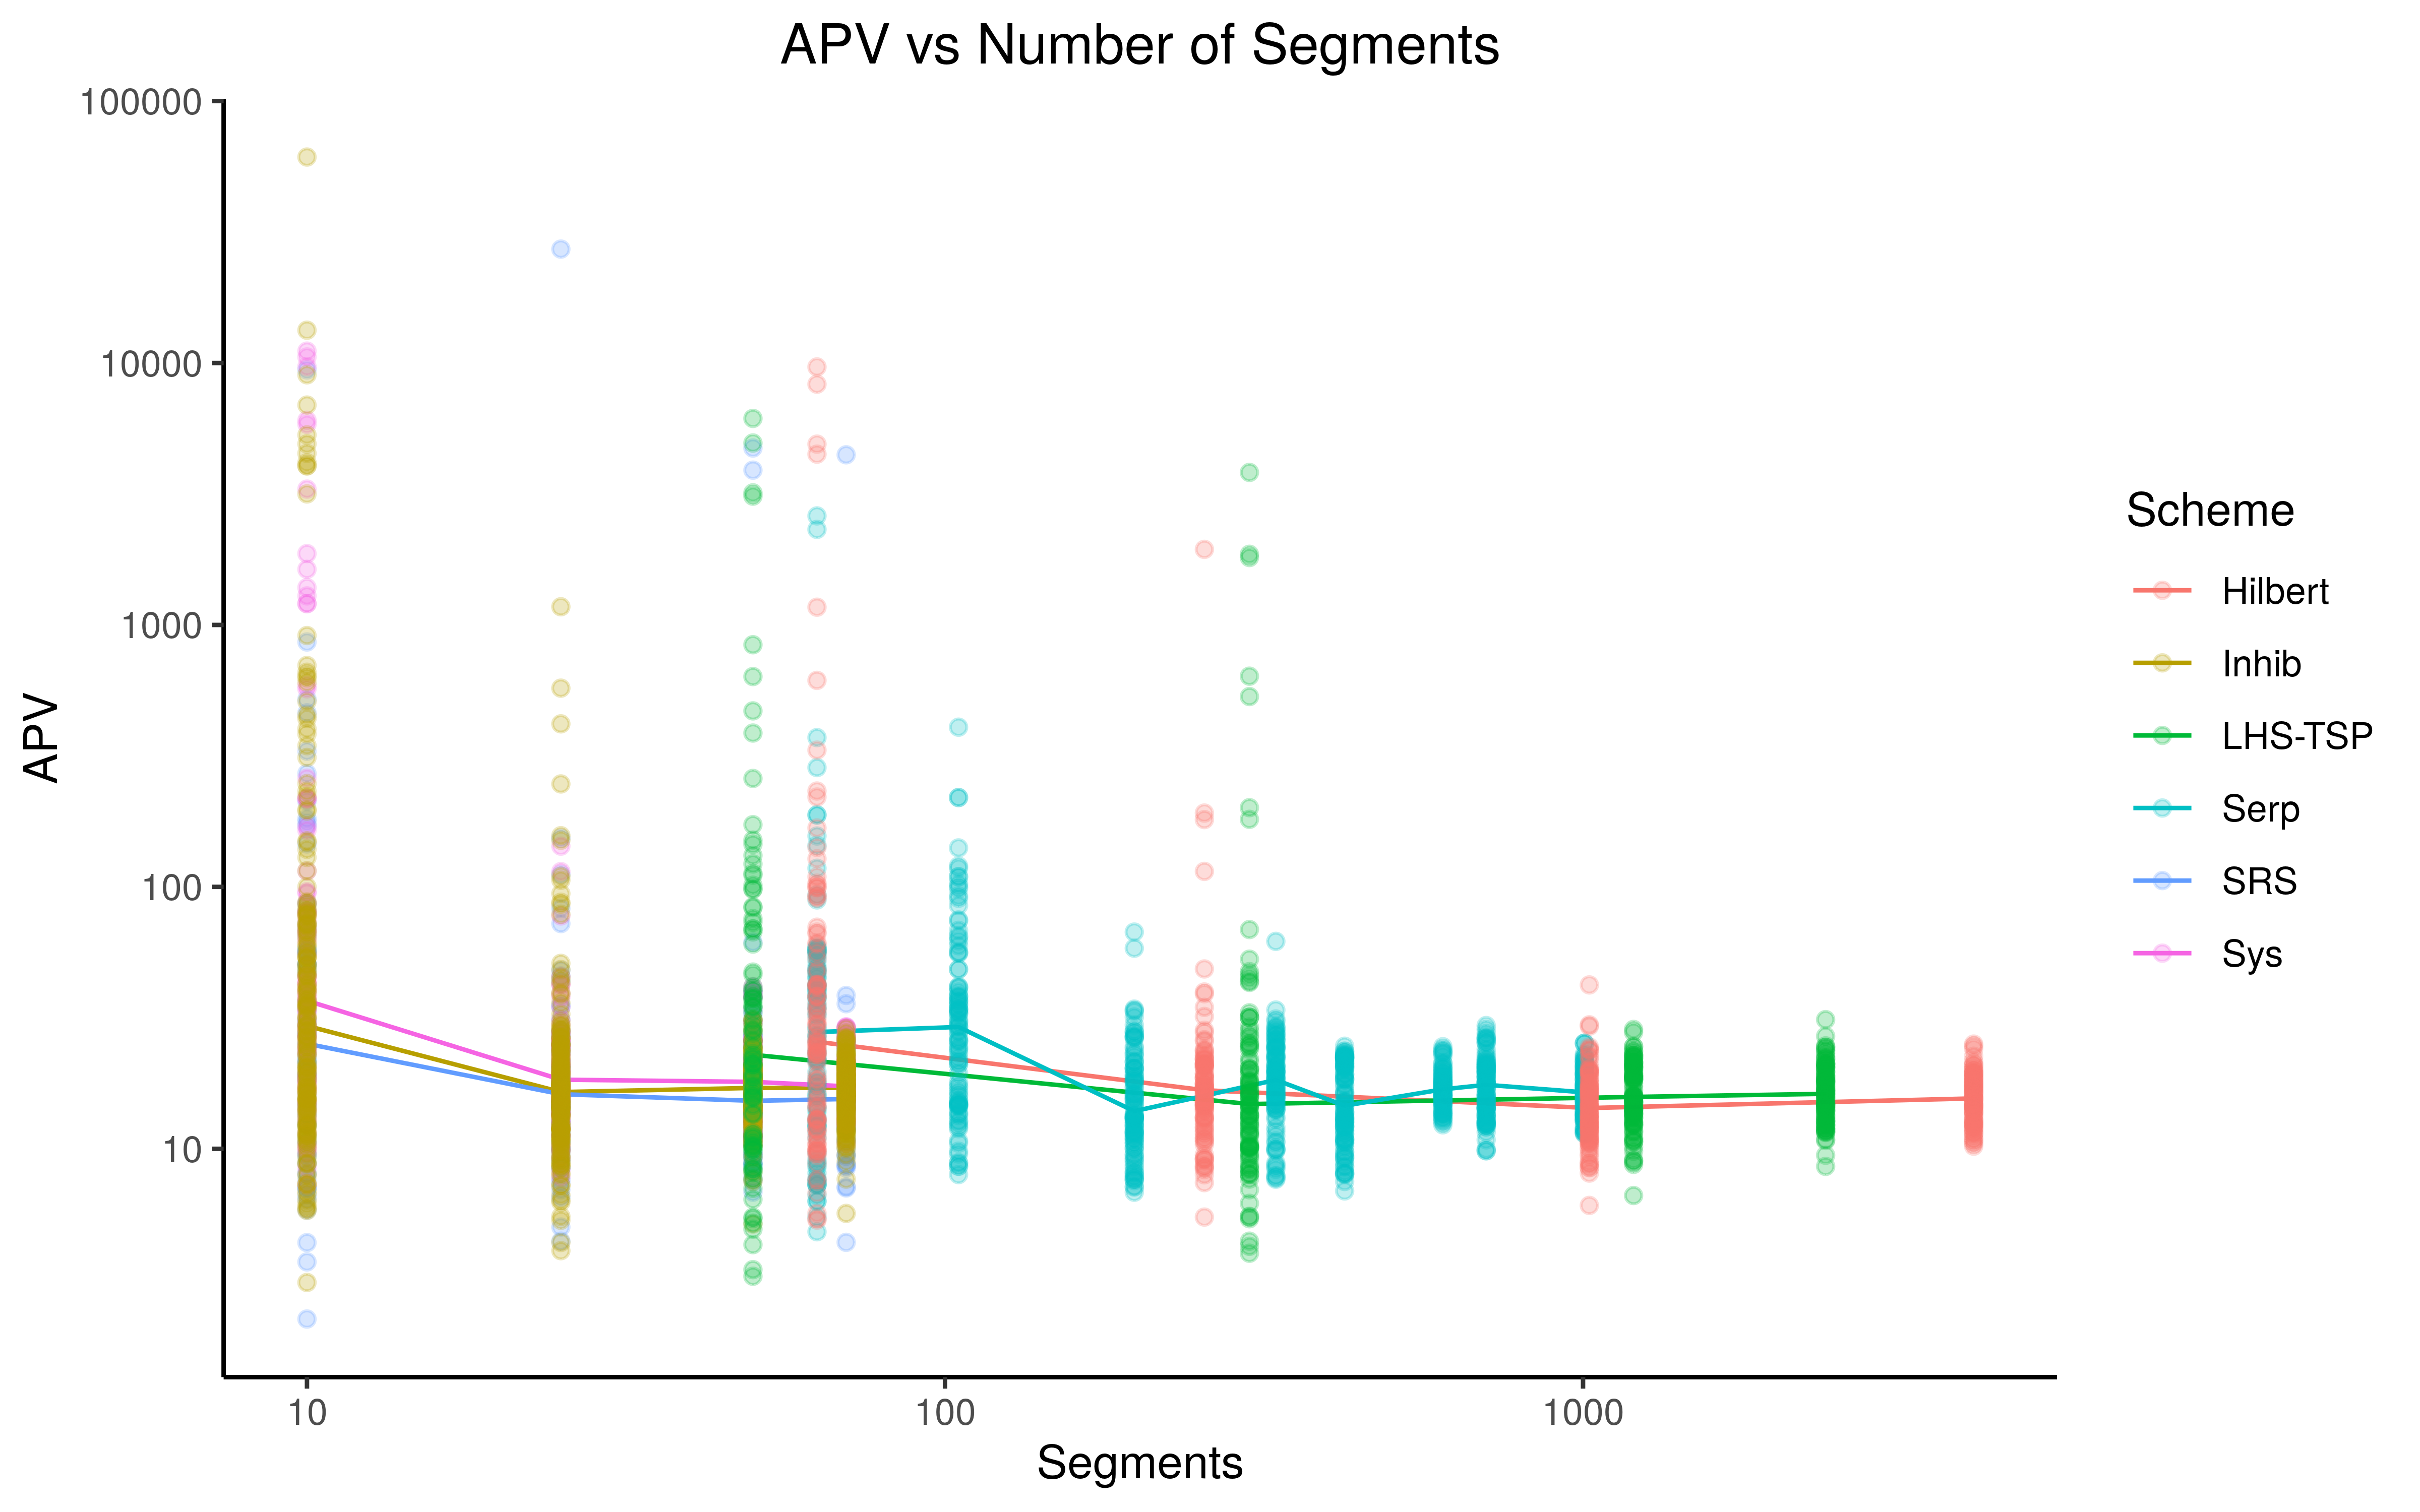 APV vs Number of Segments
100000
10000
1000
100
10
APV
10
100
1000
Segments
Scheme
Hilbert
Inhib
LHS-TSP
Serp
SRS
Sys